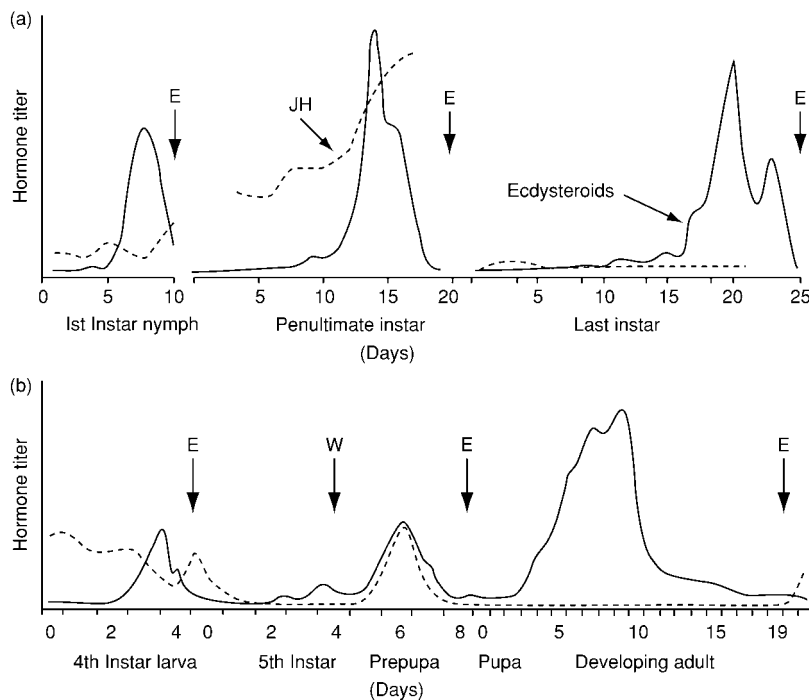 (a)
Hormone titer
E
JH
E
Ecdysteroids
E
0 5 10 5 10 15 20 5 10 15 20 25
Ist Instar nymph Penultimate instar Last instar
(Days)
(b)
Hormone titer
E W E E
0 2 4 0 2 4 6 8 0 5 10 15 19
4th Instar larva 5th Instar Prepupa Pupa Developing adult
(Days)